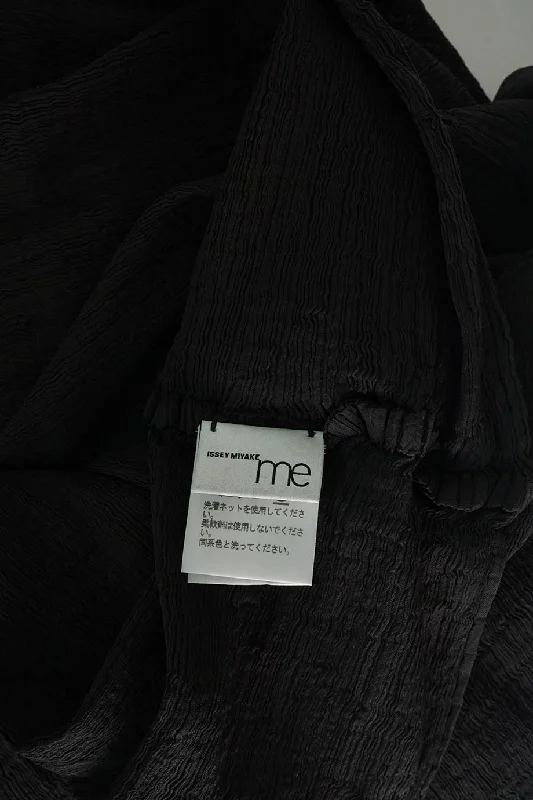 ISSEY MIYAKE
me
洗濯ネットを使用してくださ
い。
柔軟剤は使用しないでくださ
い。
同系色と洗ってください。